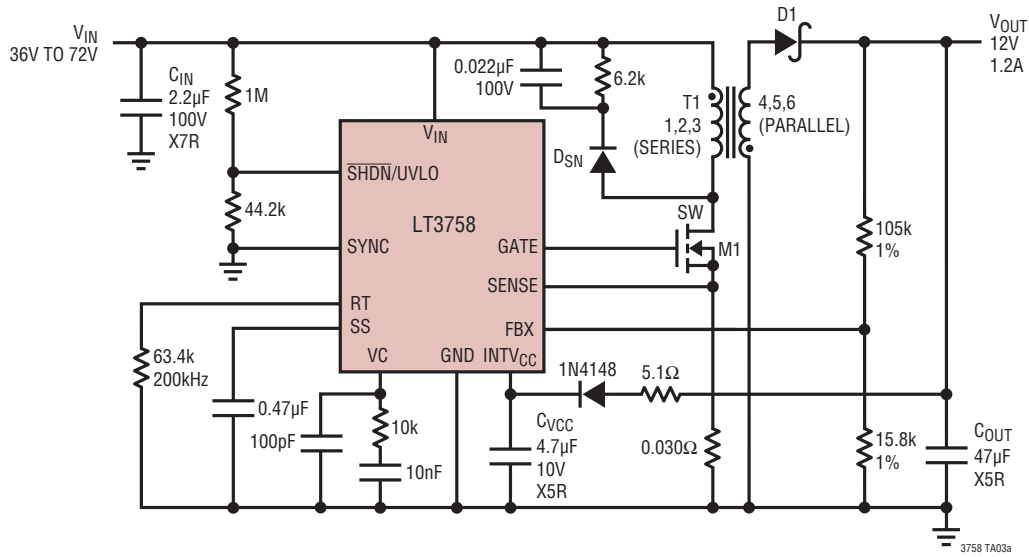 V_IN
36V TO 72V
C_IN
2.2µF
100V
X7R
1M
44.2k
0.022µF
100V
6.2k
D_SN
T1
1,2,3
(SERIES)
4,5,6
(PARALLEL)
D1
V_OUT
12V
1.2A
V_IN
SHDN/UVLO
LT3758
SYNC
GATE
SENSE
RT
SS
FBX
VC
GND
INTV_CC
SW
M1
105k
1%
63.4k
200kHz
0.47µF
100pF
10k
10nF
1N4148
5.1Ω
C_VCC
4.7µF
10V
X5R
0.030Ω
15.8k
1%
C_OUT
47µF
X5R
3758 TA03a